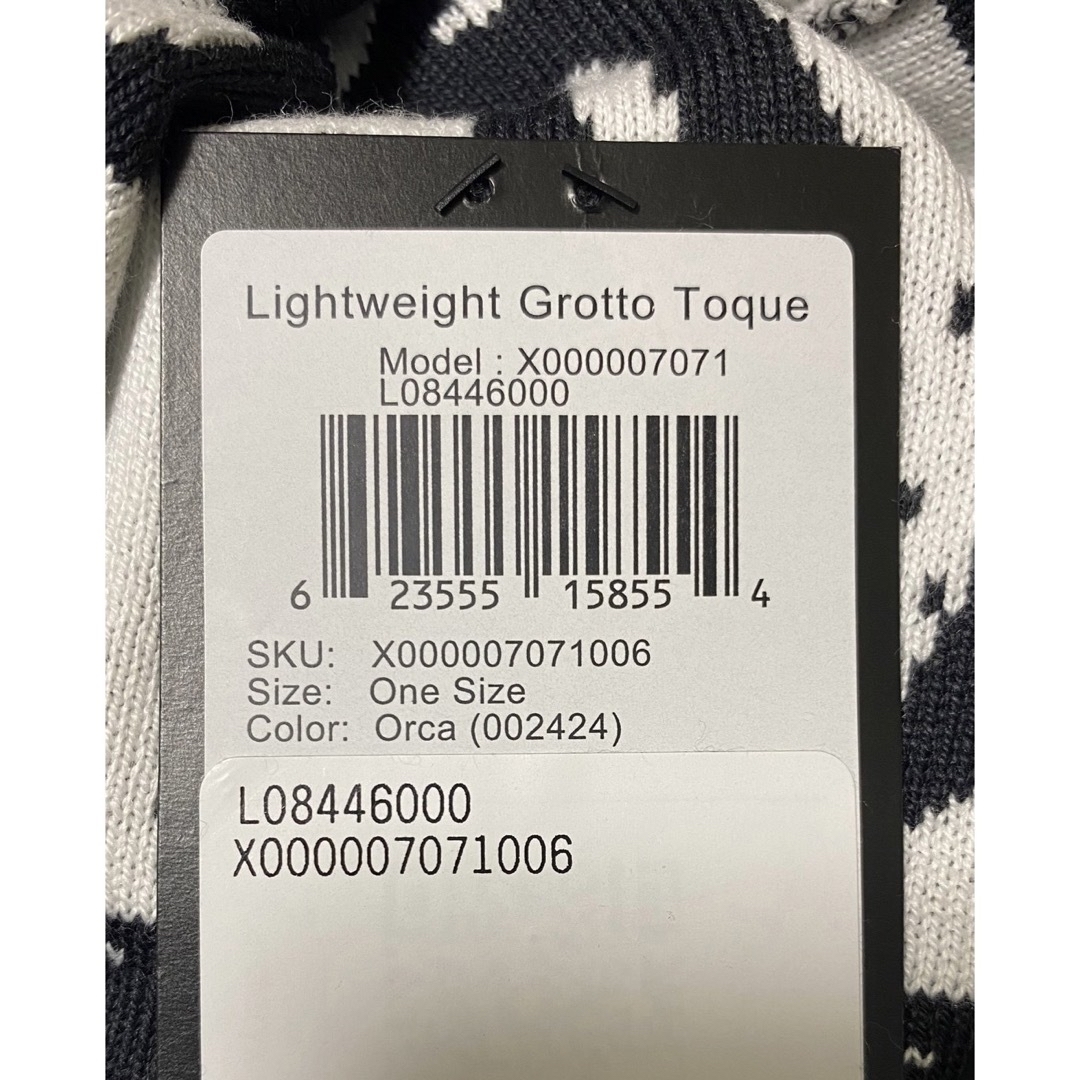 Lightweight Grotto Toque
Model : X000007071
L08446000
6 23555 15855 4
SKU: X000007071006
Size: One Size
Color: Orca (002424)
L08446000
X000007071006